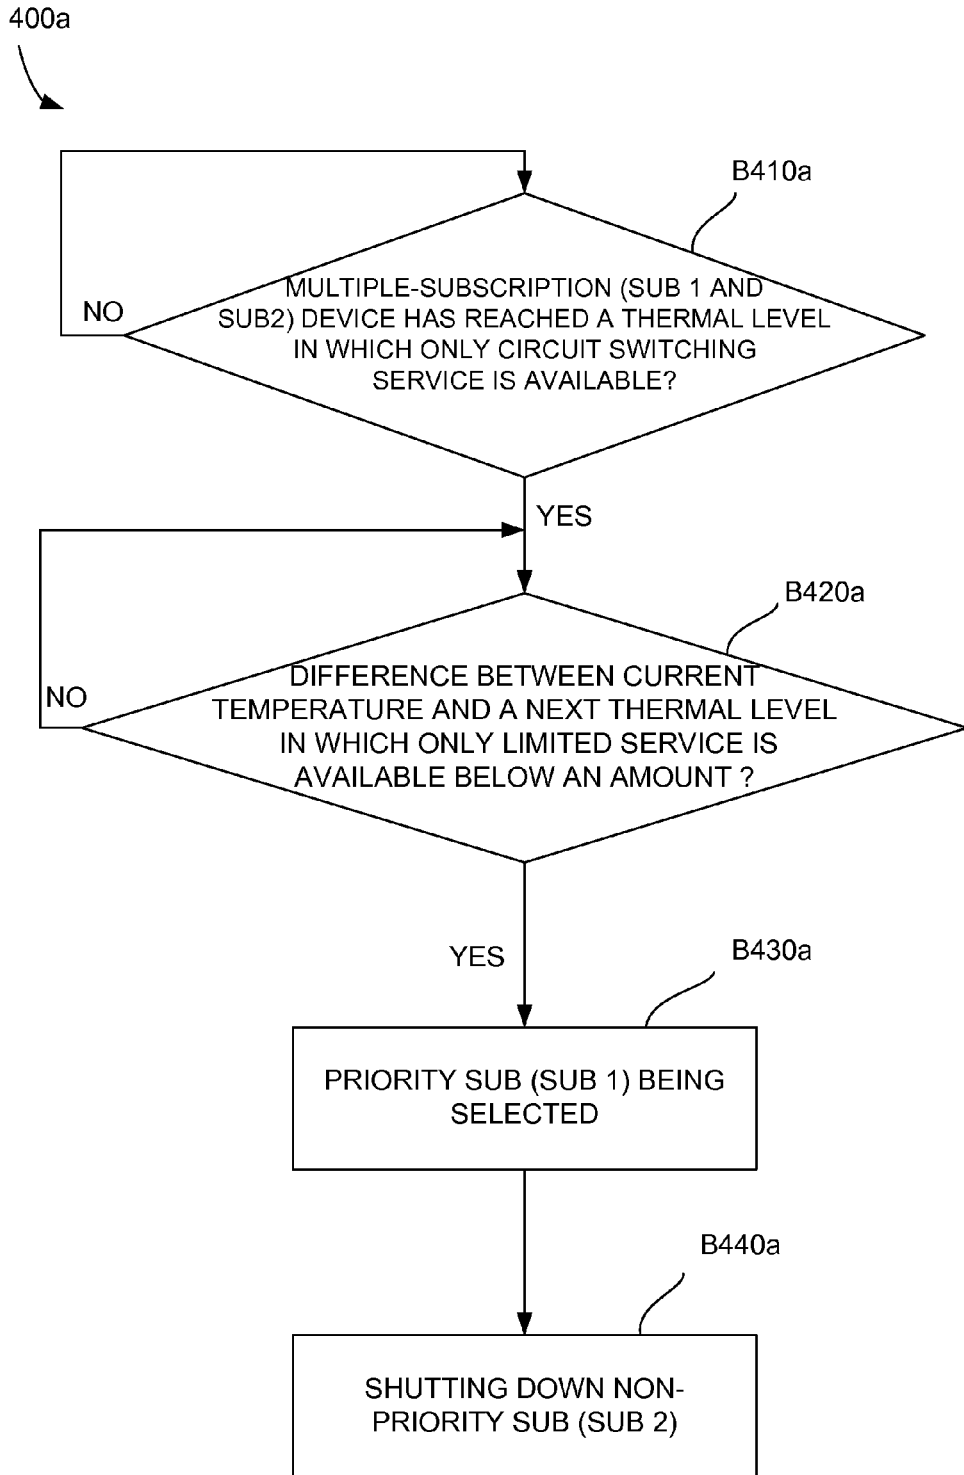 400a
B410a
MULTIPLE-SUBSCRIPTION (SUB 1 AND
SUB2) DEVICE HAS REACHED A THERMAL LEVEL
IN WHICH ONLY CIRCUIT SWITCHING
SERVICE IS AVAILABLE?
NO
YES
B420a
DIFFERENCE BETWEEN CURRENT
TEMPERATURE AND A NEXT THERMAL LEVEL
IN WHICH ONLY LIMITED SERVICE IS
AVAILABLE BELOW AN AMOUNT ?
NO
YES
B430a
PRIORITY SUB (SUB 1) BEING
SELECTED
B440a
SHUTTING DOWN NON-
PRIORITY SUB (SUB 2)